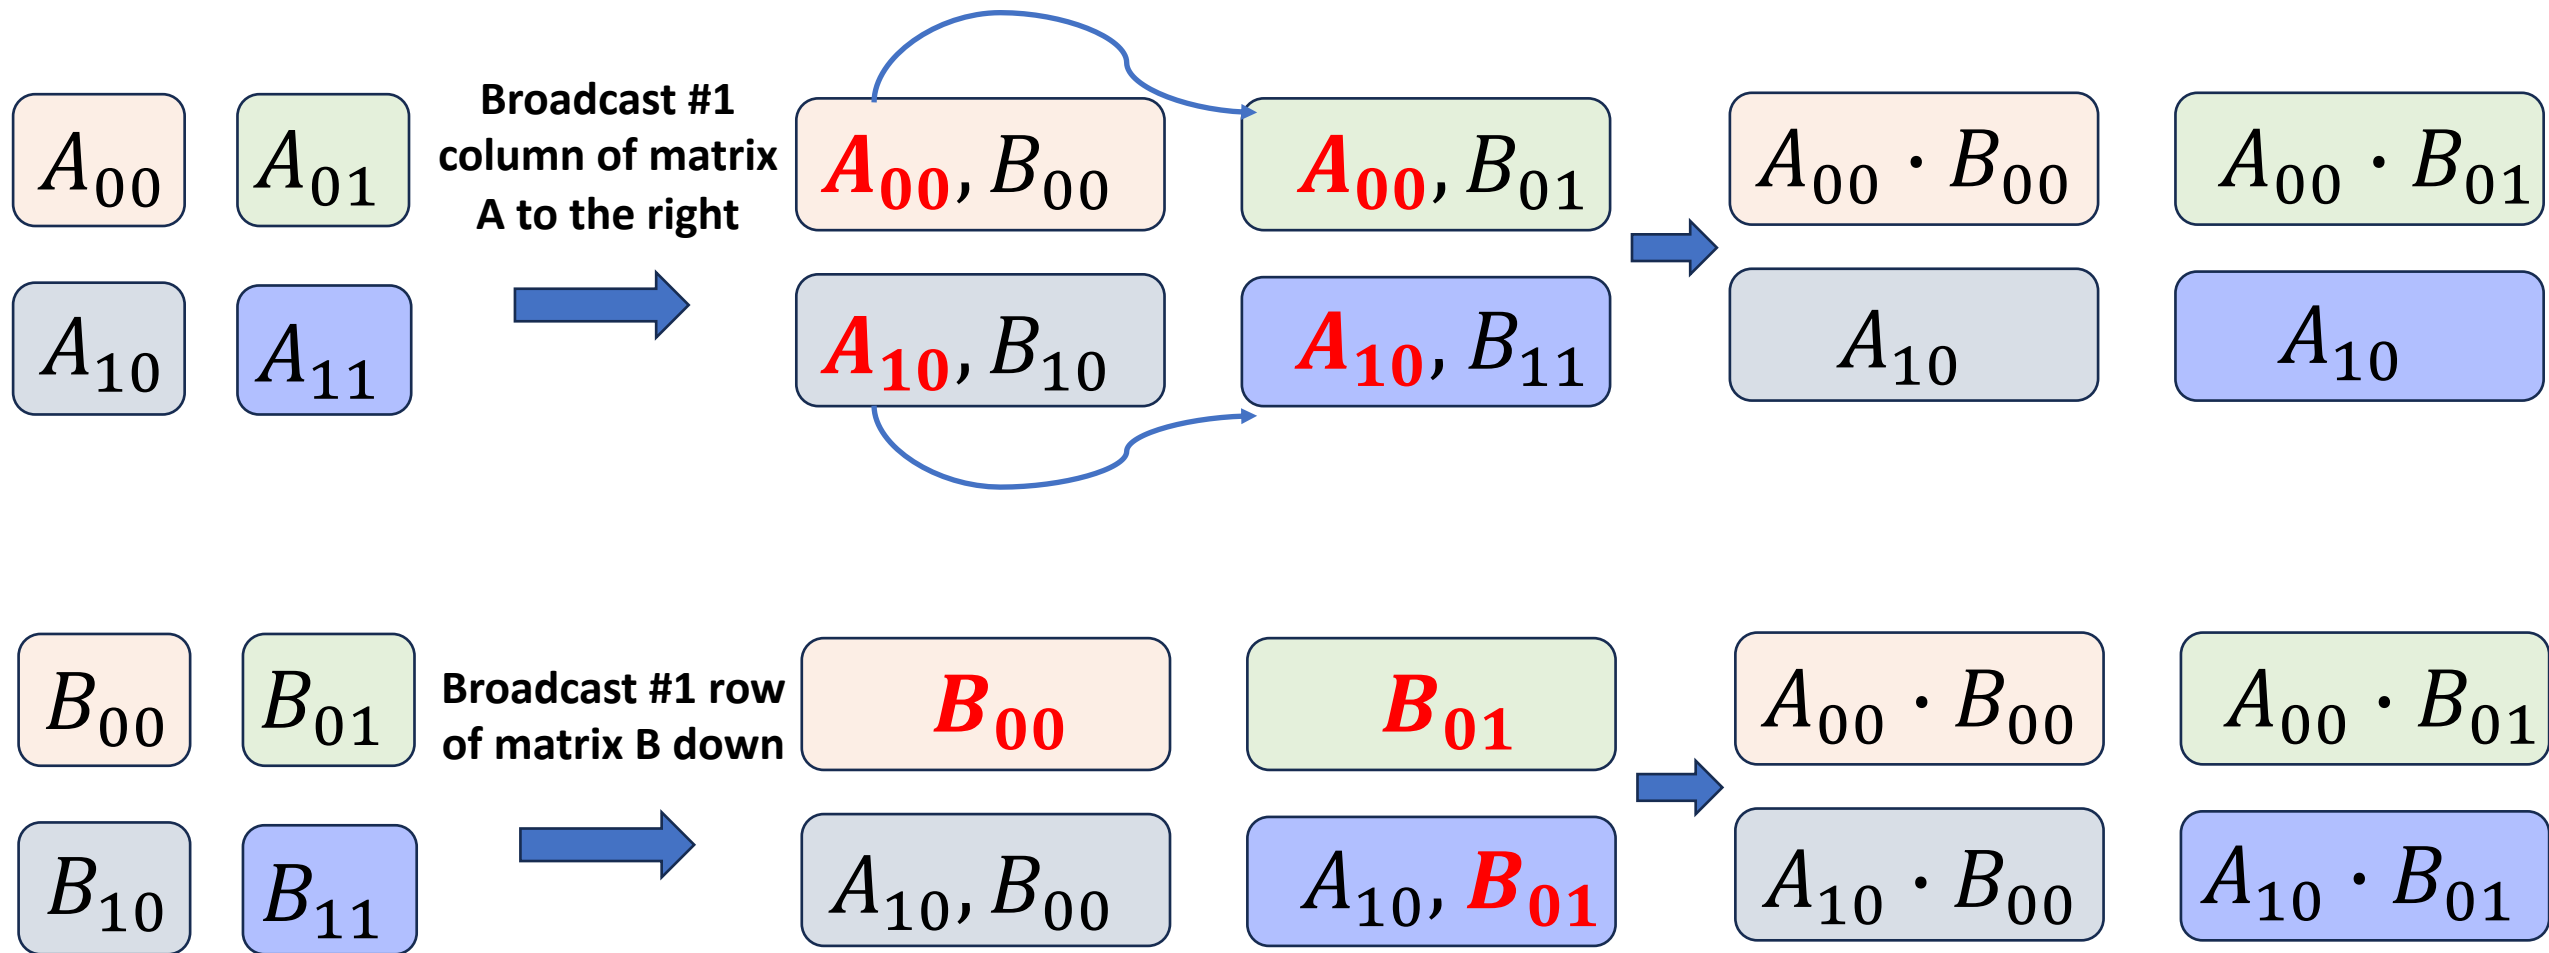 A₀₀ A₀₁
Broadcast #1
column of matrix
A to the right
A₀₀, B₀₀ A₀₀, B₀₁
A₀₀ · B₀₀ A₀₀ · B₀₁
A₁₀ A₁₁
A₁₀, B₁₀ A₁₀, B₁₁
A₁₀ A₁₀
B₀₀ B₀₁
Broadcast #1 row
of matrix B down
B₀₀ B₀₁
A₀₀ · B₀₀ A₀₀ · B₀₁
B₁₀ B₁₁
A₁₀, B₀₀ A₁₀, B₀₁
A₁₀ · B₀₀ A₁₀ · B₀₁